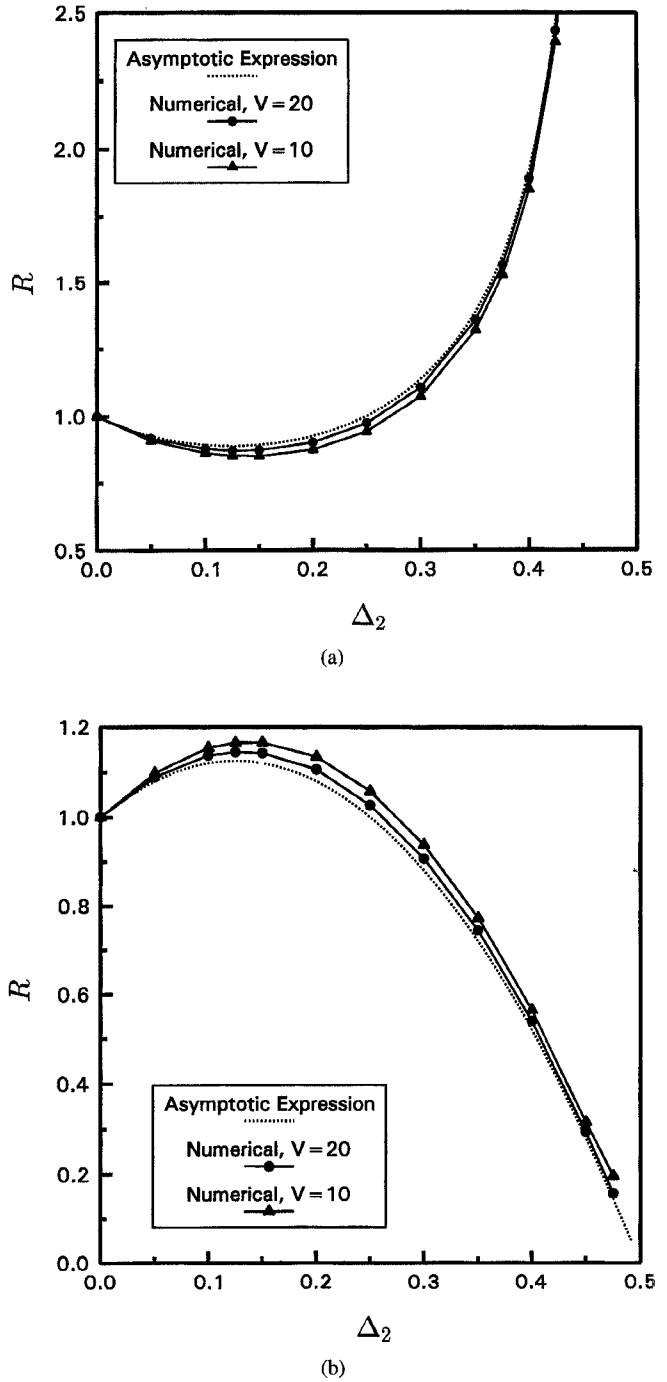 2.5
Asymptotic Expression
Numerical, V = 20
Numerical, V = 10
2.0
R
1.5
1.0
0.5
0.0 0.1 0.2 0.3 0.4 0.5
Δ₂
(a)
1.2
1.0
0.8
R
0.6
0.4
Asymptotic Expression
Numerical, V = 20
Numerical, V = 10
0.2
0.0
0.0 0.1 0.2 0.3 0.4 0.5
Δ₂
(b)